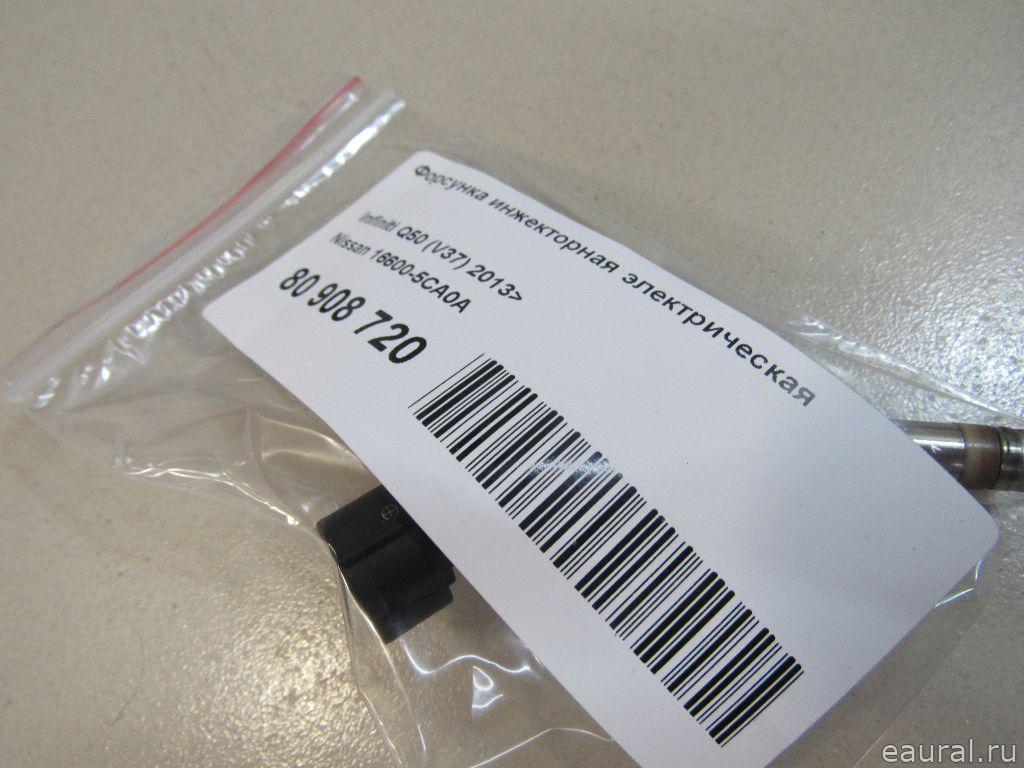 Форсунка инжекторная электрическая
Infiniti Q50 (V37) 2013>
Nissan 16600-5CA0A
80 908 720
eaural.ru